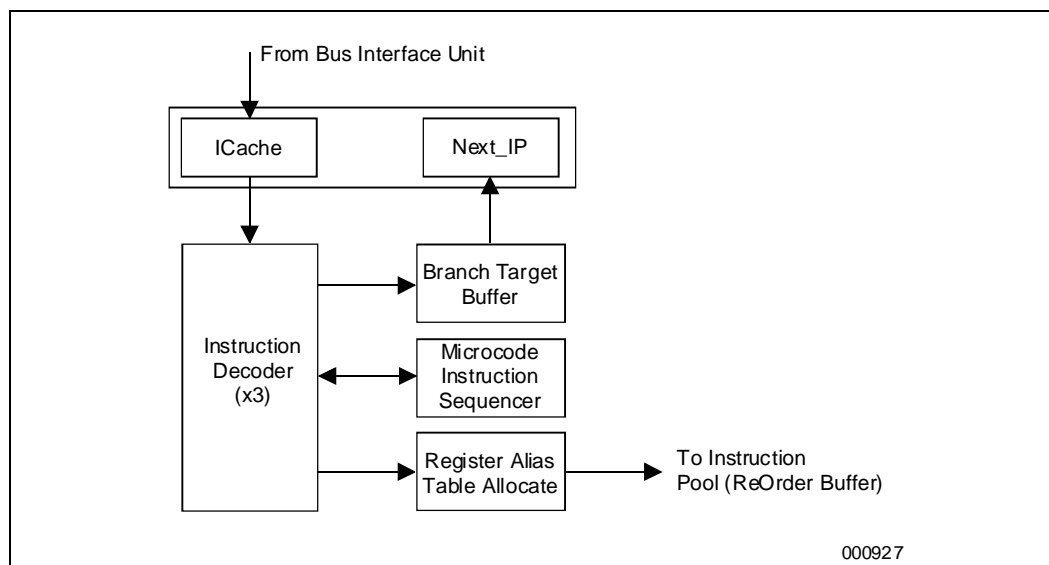 From Bus Interface Unit
ICache
Next_IP
Branch Target
Buffer
Instruction
Decoder
(x3)
Microcode
Instruction
Sequencer
Register Alias
Table Allocate
To Instruction
Pool (ReOrder Buffer)
000927